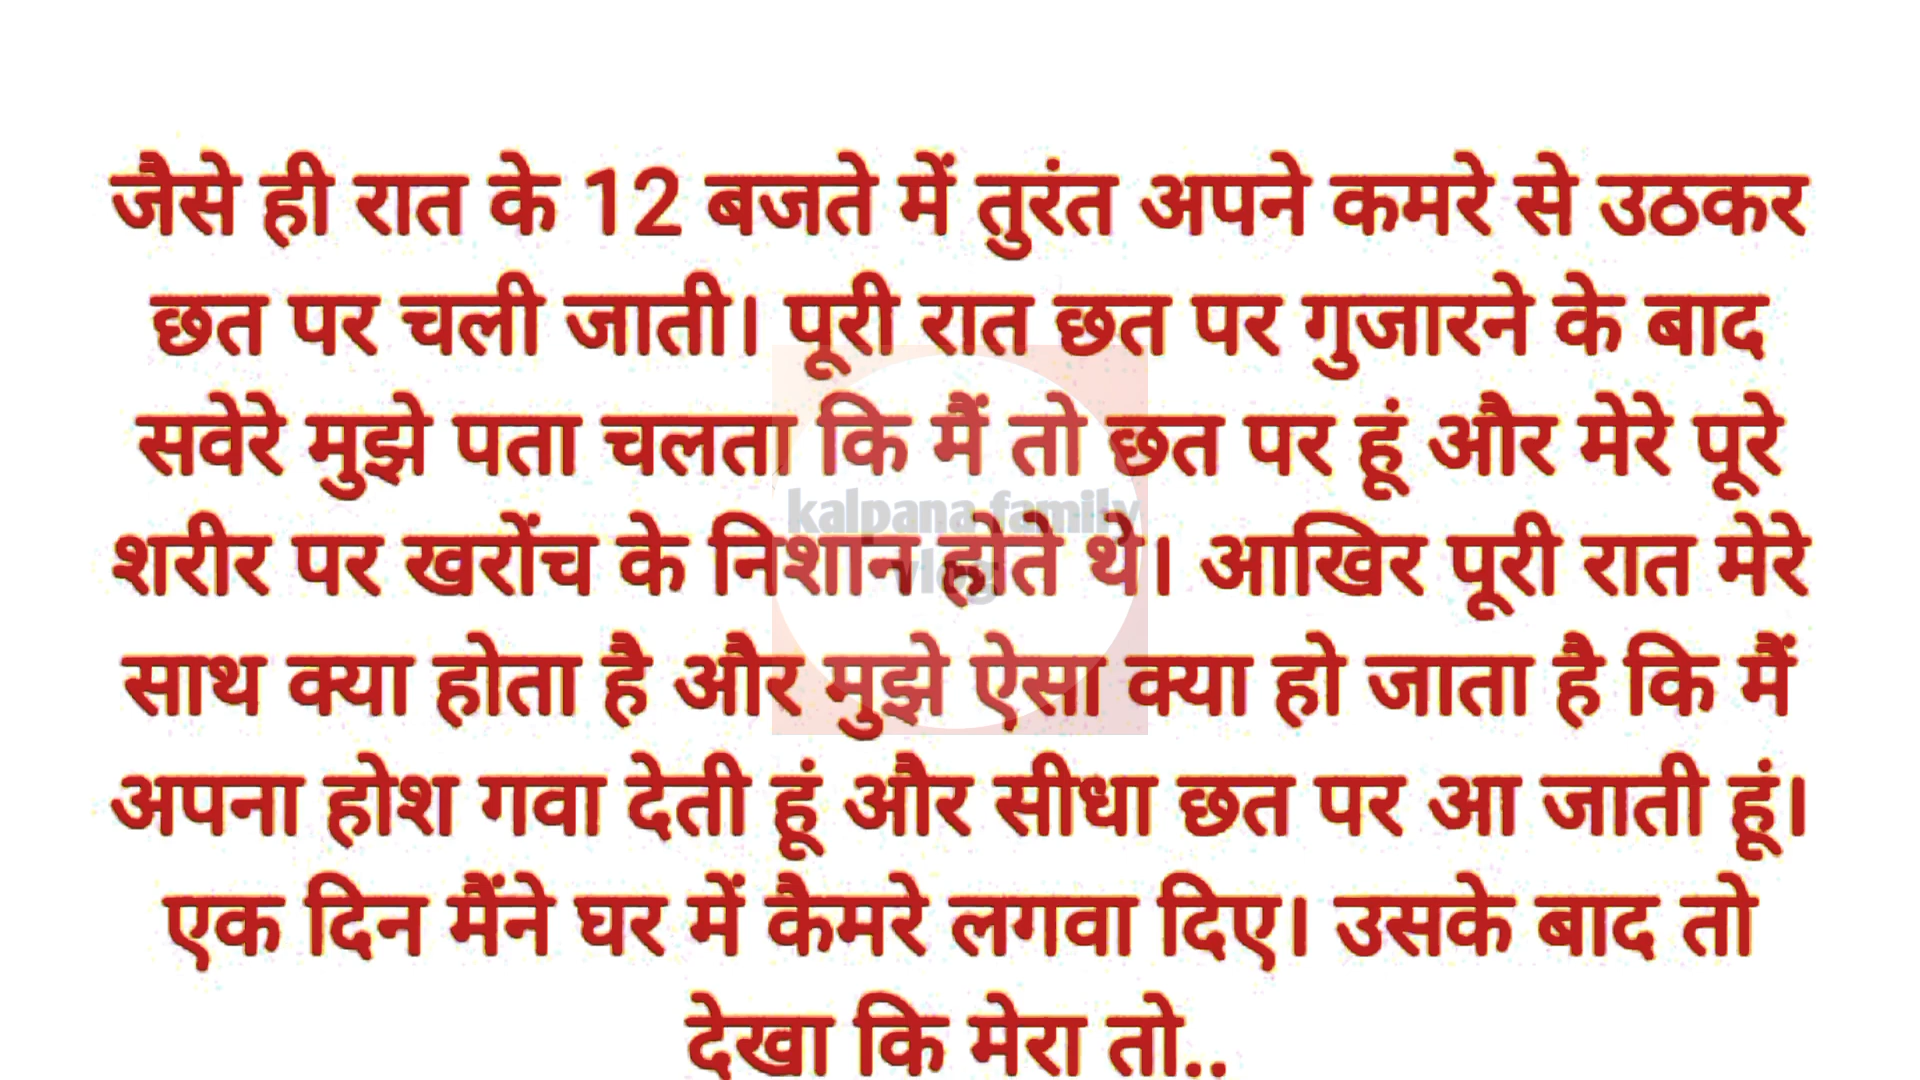 जैसे ही रात के 12 बजते में तुरंत अपने कमरे से उठकर
छत पर चली जाती। पूरी रात छत पर गुजारने के बाद
सवेरे मुझे पता चलता कि मैं तो छत पर हूं और मेरे पूरे
kalpana family
शरीर पर खरोंच के निशान होते थे। आखिर पूरी रात मेरे
vlog
साथ क्या होता है और मुझे ऐसा क्या हो जाता है कि मैं
अपना होश गवा देती हूं और सीधा छत पर आ जाती हूं।
एक दिन मैंने घर में कैमरे लगवा दिए। उसके बाद तो
देखा कि मेरा तो..